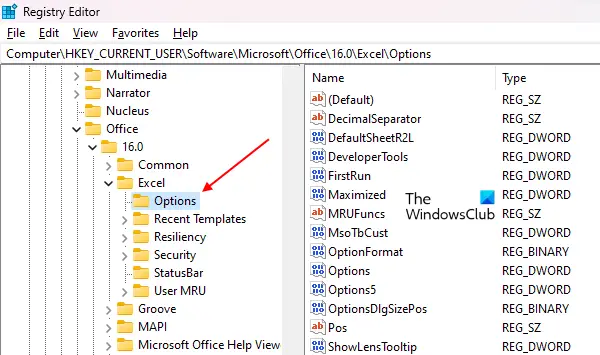 Registry Editor
File Edit View Favorites Help
Computer\HKEY_CURRENT_USER\Software\Microsoft\Office\16.0\Excel\Options
Multimedia
Narrator
Nucleus
Office
16.0
Common
Excel
Options
Recent Templates
Resiliency
Security
StatusBar
User MRU
Groove
MAPI
Microsoft Office Help View
Name Type
(Default) REG_SZ
DecimalSeparator REG_SZ
DefaultSheetR2L REG_DWORD
DeveloperTools REG_DWORD
FirstRun REG_DWORD
Maximized REG_DWORD
MRUFuncs REG_SZ
MsoTbCust REG_DWORD
OptionFormat REG_BINARY
Options REG_DWORD
Options5 REG_DWORD
OptionsDlgSizePos REG_BINARY
Pos REG_SZ
ShowLensTooltip REG_DWORD
The
WindowsClub